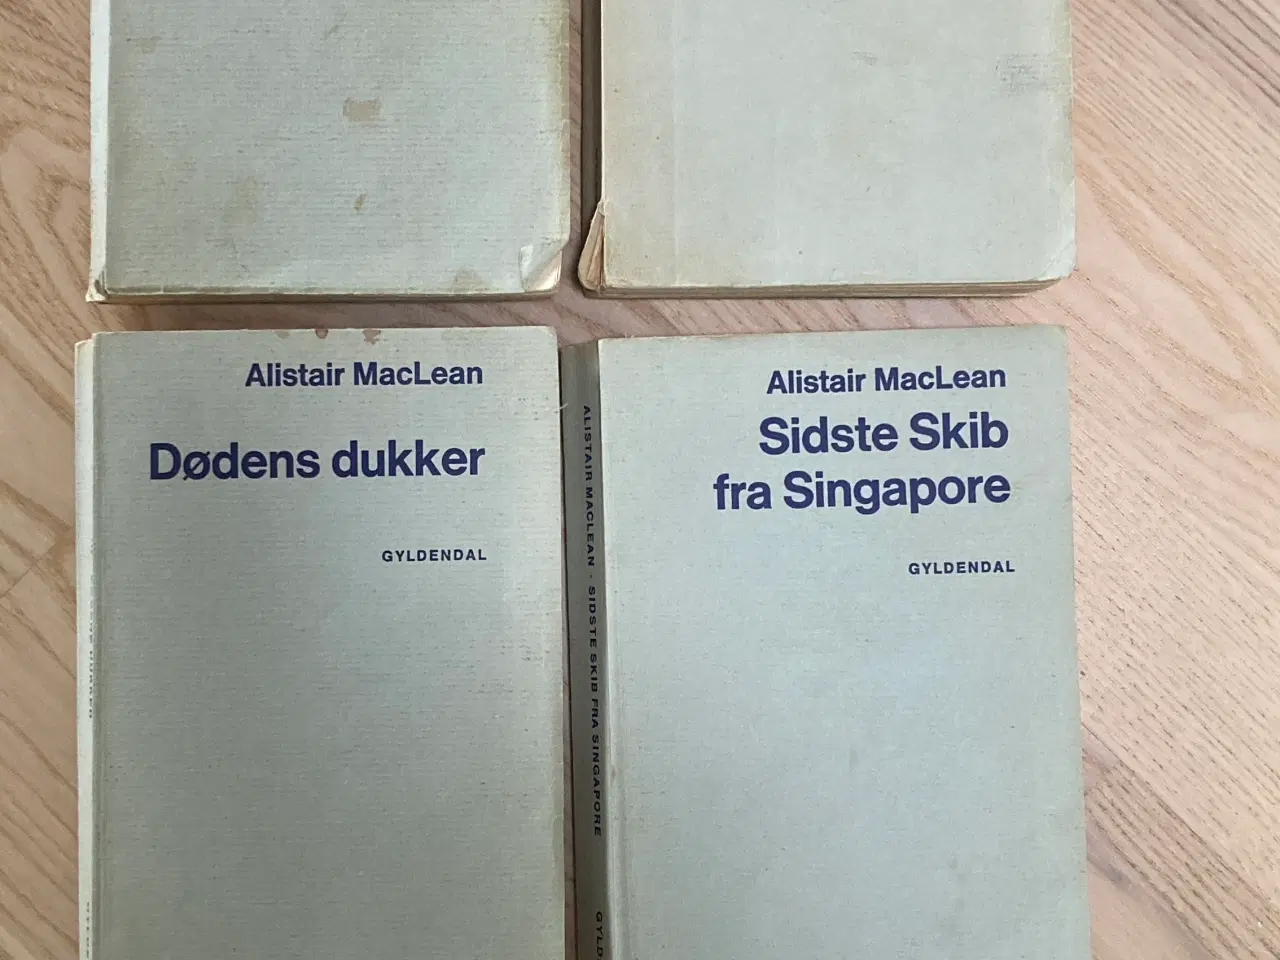 Alistair MacLean
Dødens dukker
GYLDENDAL
ALISTAIR MACLEAN · SIDSTE SKIB FRA SINGAPORE
Alistair MacLean
Sidste Skib
fra Singapore
GYLDENDAL